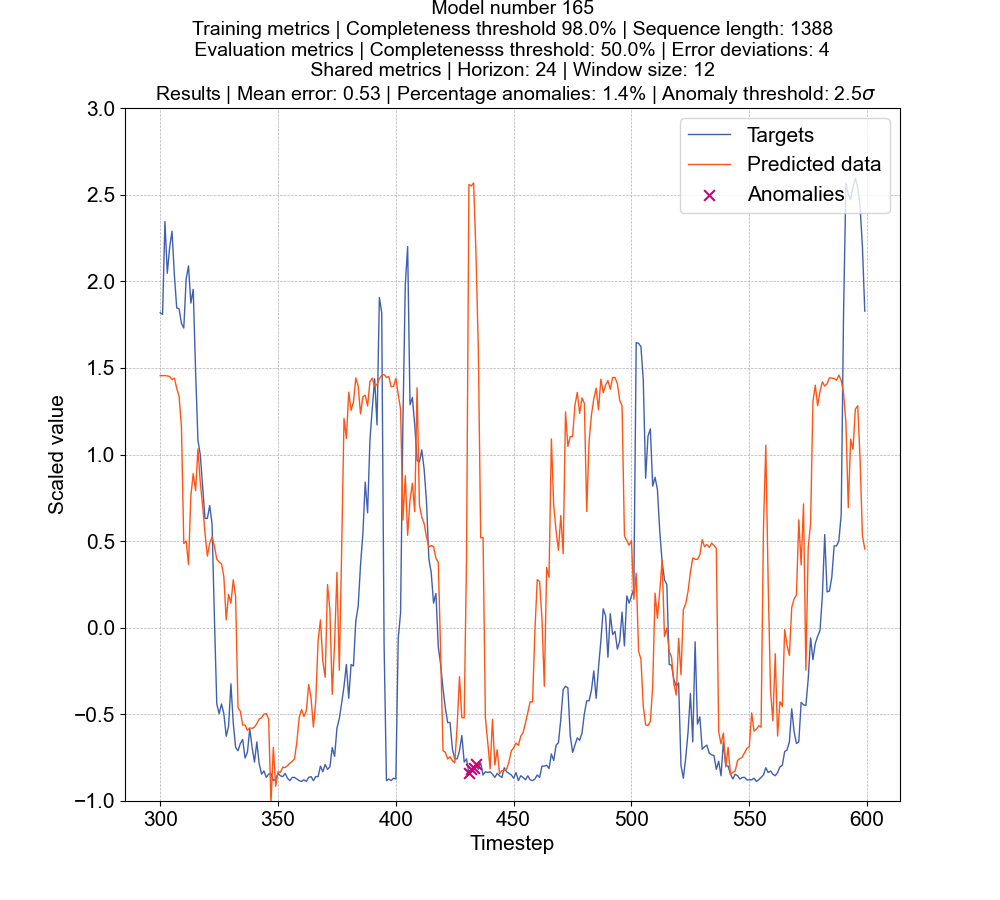 Model number 165
Training metrics | Completeness threshold 98.0% | Sequence length: 1388
Evaluation metrics | Completenesss threshold: 50.0% | Error deviations: 4
Shared metrics | Horizon: 24 | Window size: 12
Results | Mean error: 0.53 | Percentage anomalies: 1.4% | Anomaly threshold: 2.5σ
Targets
Predicted data
Anomalies
3.0
2.5
2.0
1.5
1.0
0.5
0.0
−0.5
−1.0
Scaled value
300
350
400
450
500
550
600
Timestep